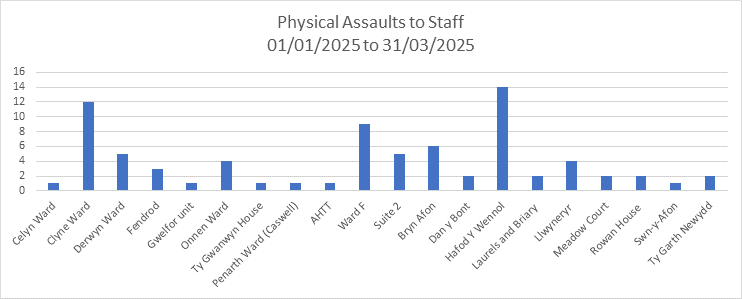 Physical Assaults to Staff
01/01/2025 to 31/03/2025
16
14
12
10
8
6
4
2
0
Celyn Ward
Clyne Ward
Derwyn Ward
Fendrod
Gwelfor unit
Onnen Ward
Ty Gwanwyn House
Penarth Ward (Caswell)
AHTT
Ward F
Suite 2
Bryn Afon
Dan y Bont
Hafod Y Wennol
Laurels and Briary
Llwyneryr
Meadow Court
Rowan House
Swn-y-Afon
Ty Garth Newydd